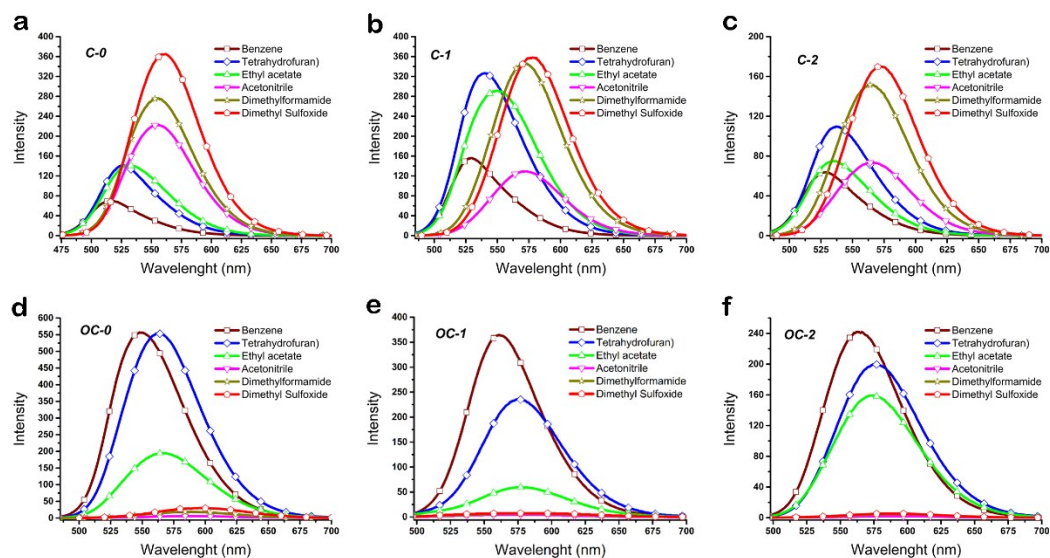 a
C-0
Benzene
Tetrahydrofuran)
Ethyl acetate
Acetonitrile
Dimethylformamide
Dimethyl Sulfoxide
400
360
320
280
240
200
160
120
80
40
0
Intensity
475 500 525 550 575 600 625 650 675 700
Wavelenght (nm)
b
C-1
Benzene
Tetrahydrofuran)
Ethyl acetate
Acetonitrile
Dimethylformamide
Dimethyl Sulfoxide
400
360
320
280
240
200
160
120
80
40
0
Intensity
500 525 550 575 600 625 650 675 700
Wavelenght (nm)
c
C-2
Benzene
Tetrahydrofuran)
Ethyl acetate
Acetonitrile
Dimethylformamide
Dimethyl Sulfoxide
200
160
120
80
40
0
Intensity
500 525 550 575 600 625 650 675 700
Wavelenght (nm)
d
OC-0
Benzene
Tetrahydrofuran)
Ethyl acetate
Acetonitrile
Dimethylformamide
Dimethyl Sulfoxide
600
550
500
450
400
350
300
250
200
150
100
50
0
Intensity
475 500 525 550 575 600 625 650 675 700
Wavelenght (nm)
e
OC-1
Benzene
Tetrahydrofuran)
Ethyl acetate
Acetonitrile
Dimethylformamide
Dimethyl Sulfoxide
400
350
300
250
200
150
100
50
0
Intensity
500 525 550 575 600 625 650 675 700
Wavelenght (nm)
f
OC-2
Benzene
Tetrahydrofuran)
Ethyl acetate
Acetonitrile
Dimethylformamide
Dimethyl Sulfoxide
240
200
160
120
80
40
0
Intensity
500 525 550 575 600 625 650 675 700
Wavelenght (nm)